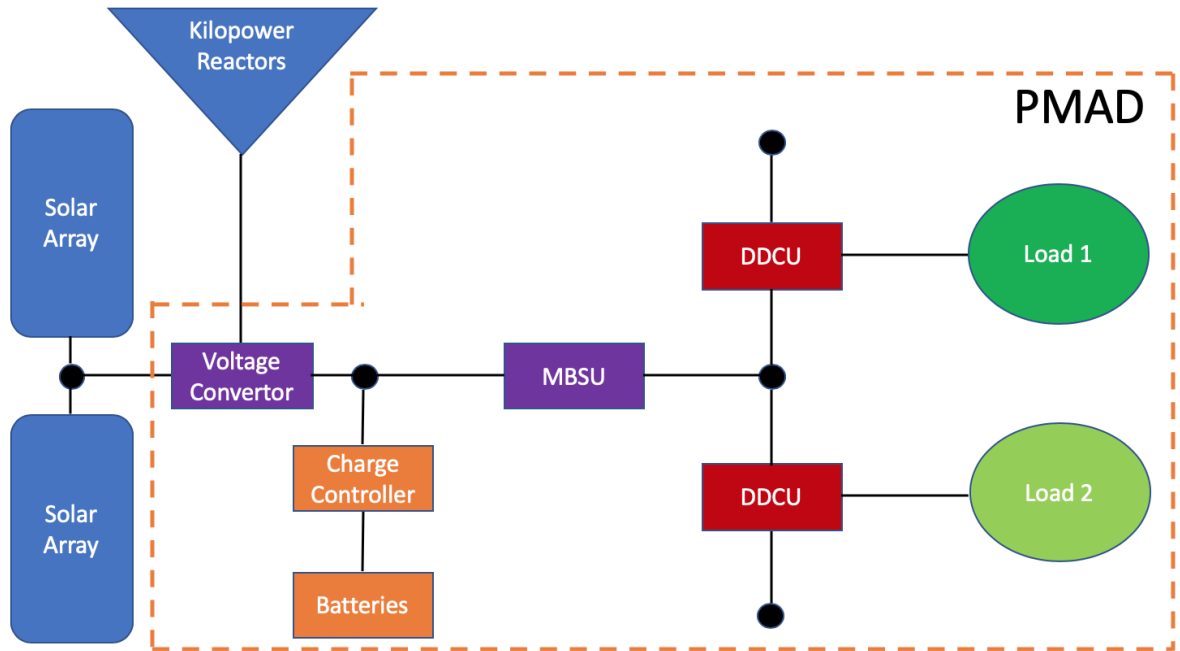 Kilopower
Reactors
PMAD
Solar
Array
DDCU
Load 1
Voltage
Convertor
MBSU
Charge
Controller
DDCU
Load 2
Solar
Array
Batteries